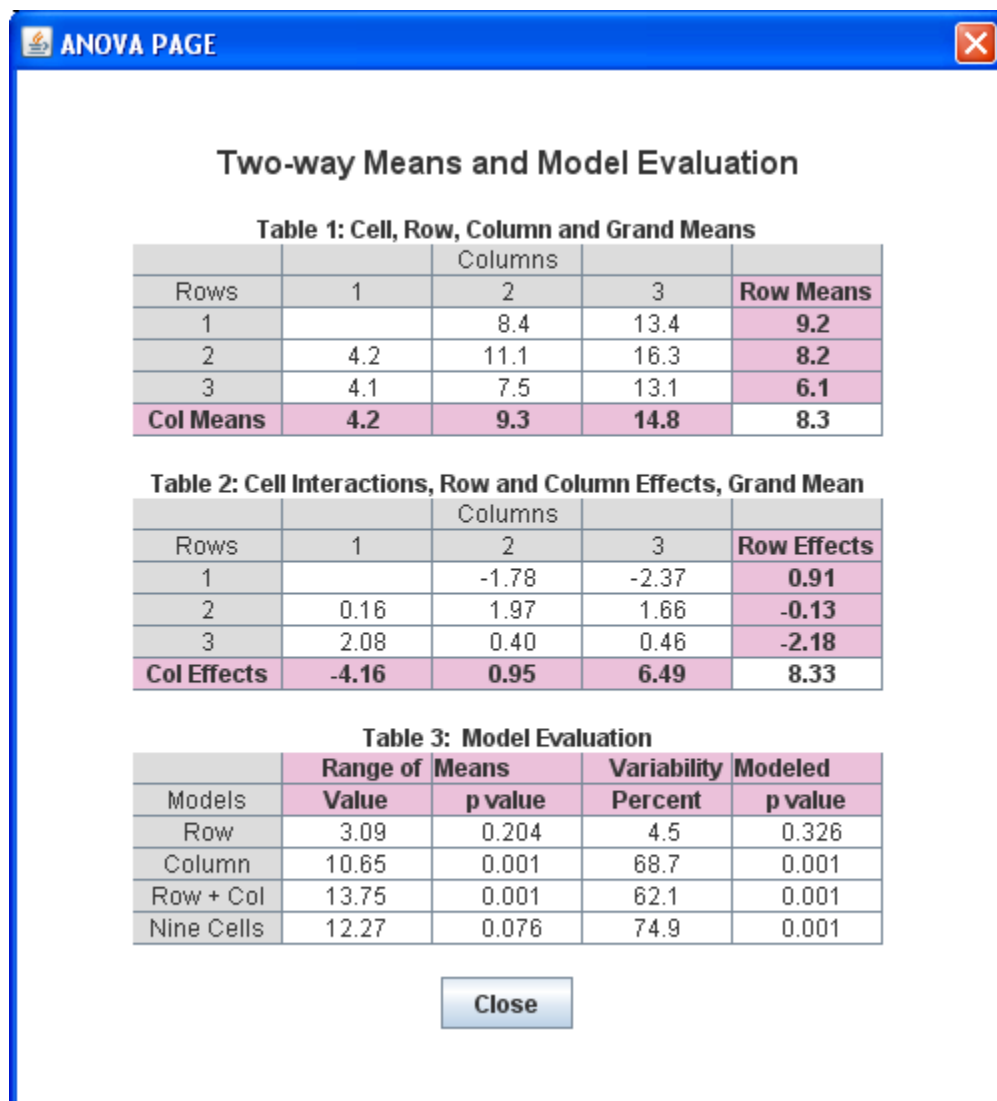 ANOVA PAGE
Two-way Means and Model Evaluation
Table 1: Cell, Row, Column and Grand Means
Columns
Rows 1 2 3 Row Means
1 8.4 13.4 9.2
2 4.2 11.1 16.3 8.2
3 4.1 7.5 13.1 6.1
Col Means 4.2 9.3 14.8 8.3
Table 2: Cell Interactions, Row and Column Effects, Grand Mean
Columns
Rows 1 2 3 Row Effects
1 -1.78 -2.37 0.91
2 0.16 1.97 1.66 -0.13
3 2.08 0.40 0.46 -2.18
Col Effects -4.16 0.95 6.49 8.33
Table 3: Model Evaluation
Range of Means Variability Modeled
Models Value p value Percent p value
Row 3.09 0.204 4.5 0.326
Column 10.65 0.001 68.7 0.001
Row + Col 13.75 0.001 62.1 0.001
Nine Cells 12.27 0.076 74.9 0.001
Close